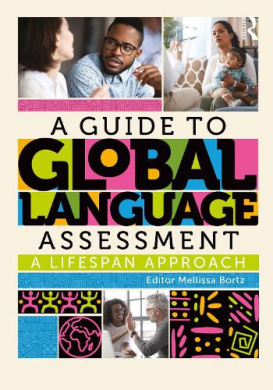 A GUIDE TO
GLOBAL
LANGUAGE
ASSESSMENT
A LIFESPAN APPROACH
Editor Mellissa Bortz